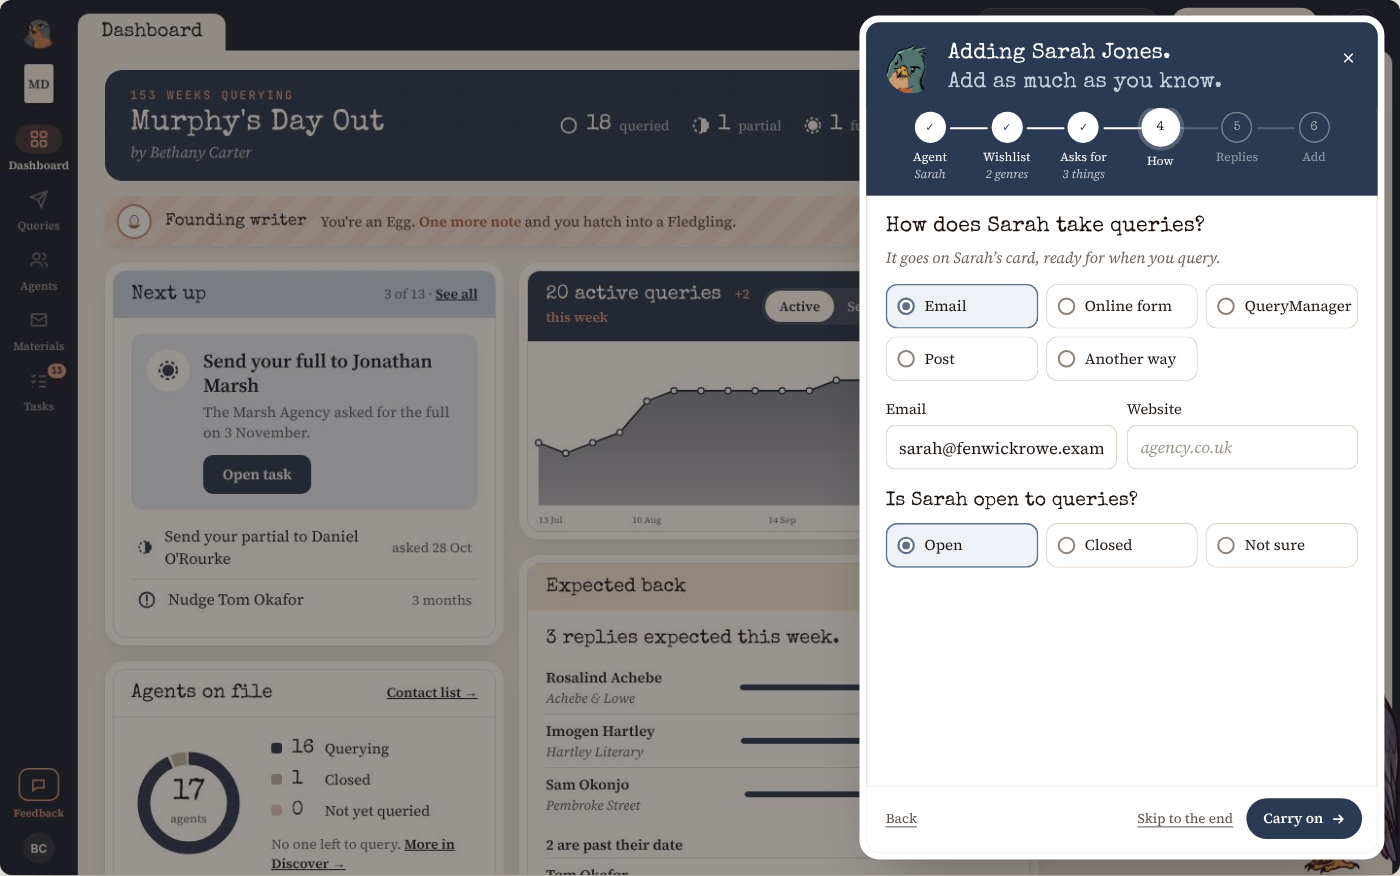 Dashboard
MD
Dashboard
Queries
Agents
Materials
13
Tasks
Feedback
BC
153 WEEKS QUERYING
Murphy's Day Out
by Bethany Carter
18 queried
1 partial
1 fu
Founding writer
You're an Egg. One more note and you hatch into a Fledgling.
Next up
3 of 13 · See all
Send your full to Jonathan
Marsh
The Marsh Agency asked for the full
on 3 November.
Open task
Send your partial to Daniel
O'Rourke
asked 28 Oct
Nudge Tom Okafor
3 months
Agents on file
Contact list →
17
agents
16 Querying
1 Closed
0 Not yet queried
No one left to query. More in
Discover →
20 active queries +2
this week
Active
Se
13 Jul
10 Aug
14 Sep
Expected back
3 replies expected this week.
Rosalind Achebe
Achebe & Lowe
Imogen Hartley
Hartley Literary
Sam Okonjo
Pembroke Street
2 are past their date
Tom Okafor
Adding Sarah Jones.
Add as much as you know.
×
✓
✓
✓
4
5
6
Agent
Wishlist
Asks for
How
Replies
Add
Sarah
2 genres
3 things
How does Sarah take queries?
It goes on Sarah’s card, ready for when you query.
Email
Online form
QueryManager
Post
Another way
Email
Website
sarah@fenwickrowe.exam
agency.co.uk
Is Sarah open to queries?
Open
Closed
Not sure
Back
Skip to the end
Carry on →